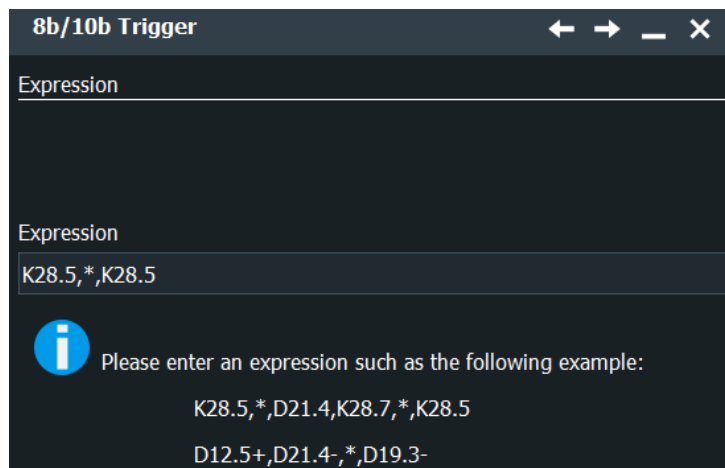 8b/10b Trigger
Expression
Expression
K28.5,*,K28.5
Please enter an expression such as the following example:
K28.5,*,D21.4,K28.7,*,K28.5
D12.5+,D21.4-,*,D19.3-